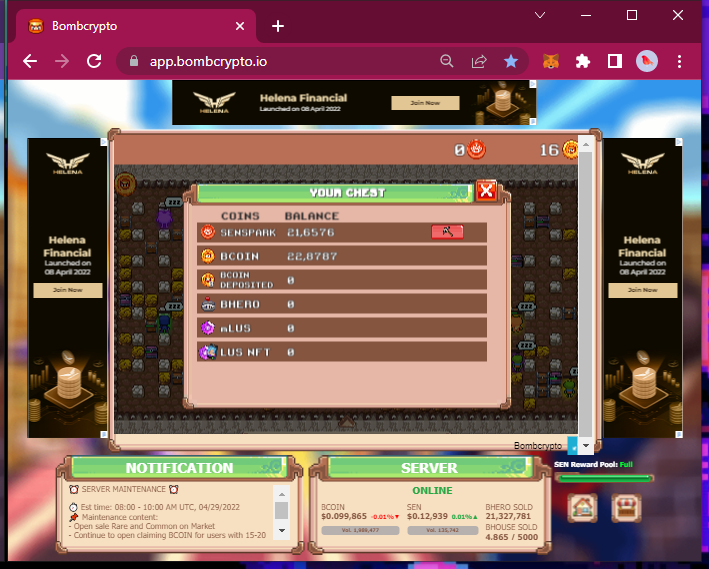 Bombcrypto
app.bombcrypto.io
HELENA
Helena Financial
Launched on 08 April 2022
Join Now
HELENA
Helena
Financial
Launched on
08 April 2022
Join Now
HELENA
Helena
Financial
Launched on
08 April 2022
Join Now
0
16
YOUR CHEST
COINS BALANCE
SENSPARK 21,6576
BCOIN 22,8787
BCOIN
DEPOSITED 0
BHERO 0
mLUS 0
LUS NFT 0
Bombcrypto
NOTIFICATION
SERVER MAINTENANCE
Est time: 08:00 - 10:00 AM UTC, 04/29/2022
Maintenance content:
- Open sale Rare and Common on Market
- Continue to open claiming BCOIN for users with 15-20
SERVER
ONLINE
BCOIN
$0.099,865 -0.01%▼
SEN
$0.12,939 0.01%▲
BHERO SOLD
21,327,781
BHOUSE SOLD
4.865 / 5000
SEN Reward Pool: Full